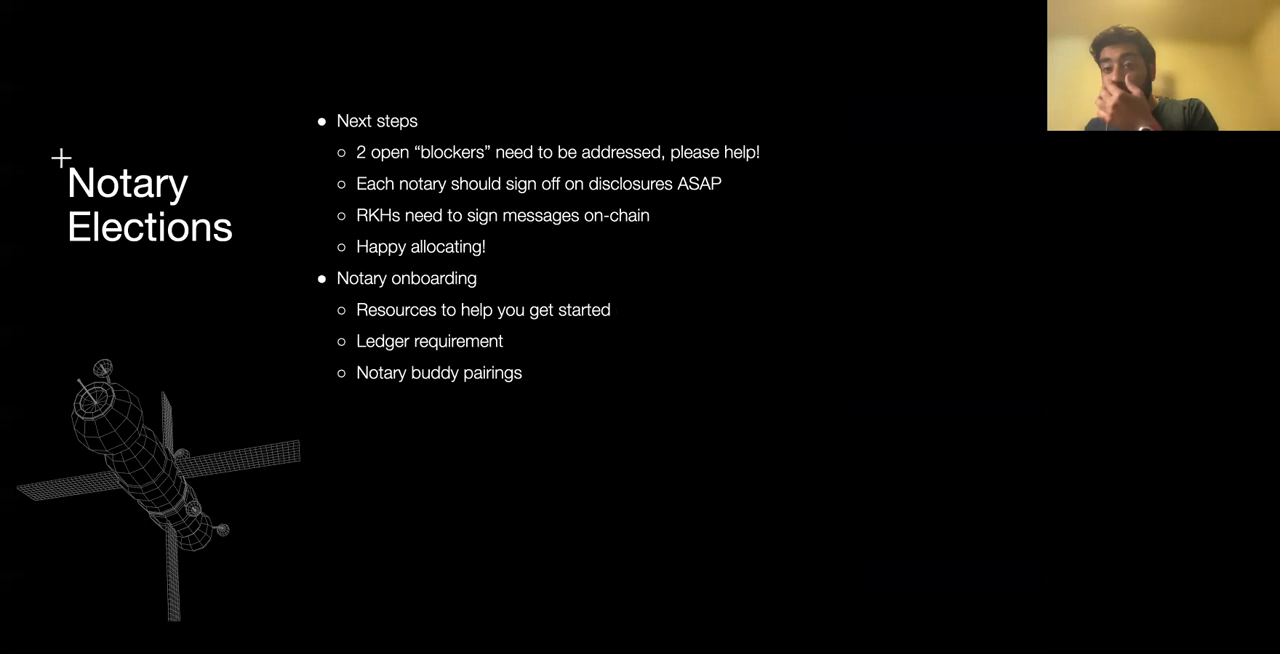 Notary
Elections
● Next steps
○ 2 open “blockers” need to be addressed, please help!
○ Each notary should sign off on disclosures ASAP
○ RKHs need to sign messages on-chain
○ Happy allocating!
● Notary onboarding
○ Resources to help you get started
○ Ledger requirement
○ Notary buddy pairings